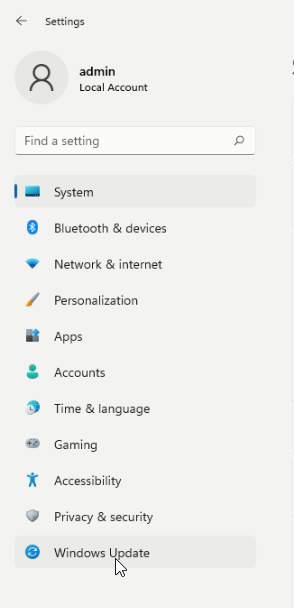 Settings
admin
Local Account
Find a setting
System
Bluetooth & devices
Network & internet
Personalization
Apps
Accounts
Time & language
Gaming
Accessibility
Privacy & security
Windows Update